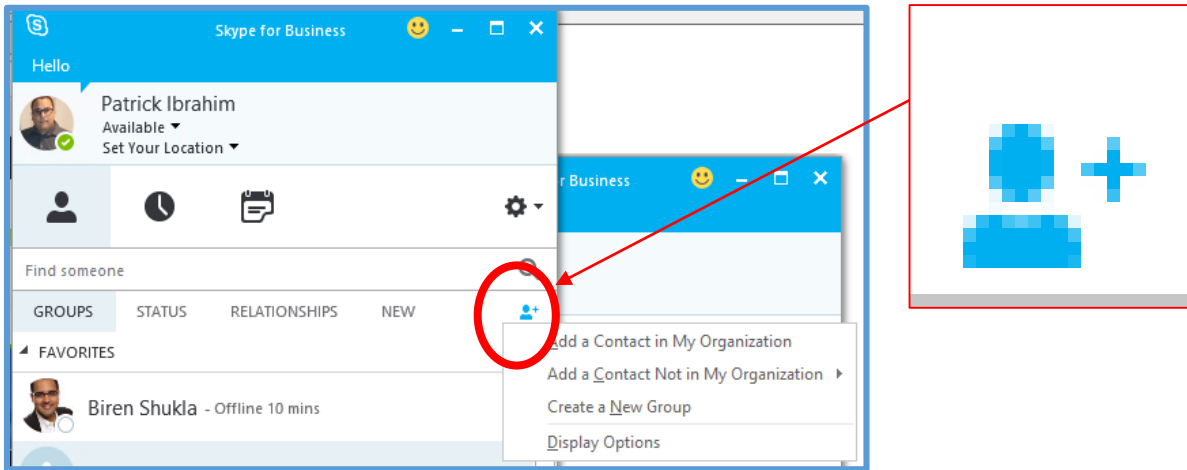 Skype for Business
Hello
Patrick Ibrahim
Available
Set Your Location
r Business
Find someone
GROUPS STATUS RELATIONSHIPS NEW
Add a Contact in My Organization
FAVORITES
Add a Contact Not in My Organization
Biren Shukla - Offline 10 mins
Create a New Group
Display Options